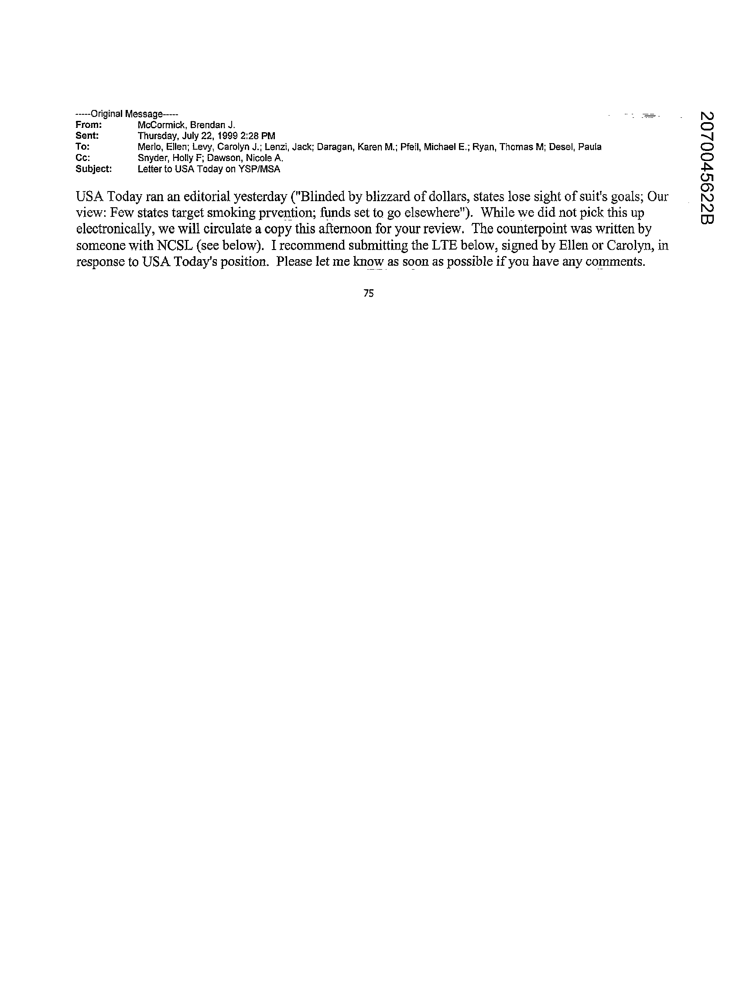 -----Original Message-----
From: McCormick, Brendan J.
Sent: Thursday, July 22, 1999 2:28 PM
To: Merlo, Ellen; Levy, Carolyn J.; Lenzi, Jack; Daragan, Karen M.; Pfeil, Michael E.; Ryan, Thomas M; Desel, Paula
Cc: Snyder, Holly F; Dawson, Nicole A.
Subject: Letter to USA Today on YSP/MSA
USA Today ran an editorial yesterday ("Blinded by blizzard of dollars, states lose sight of suit's goals; Our
view: Few states target smoking prvention; funds set to go elsewhere"). While we did not pick this up
electronically, we will circulate a copy this afternoon for your review. The counterpoint was written by
someone with NCSL (see below). I recommend submitting the LTE below, signed by Ellen or Carolyn, in
response to USA Today's position. Please let me know as soon as possible if you have any comments.
75
2070045622B